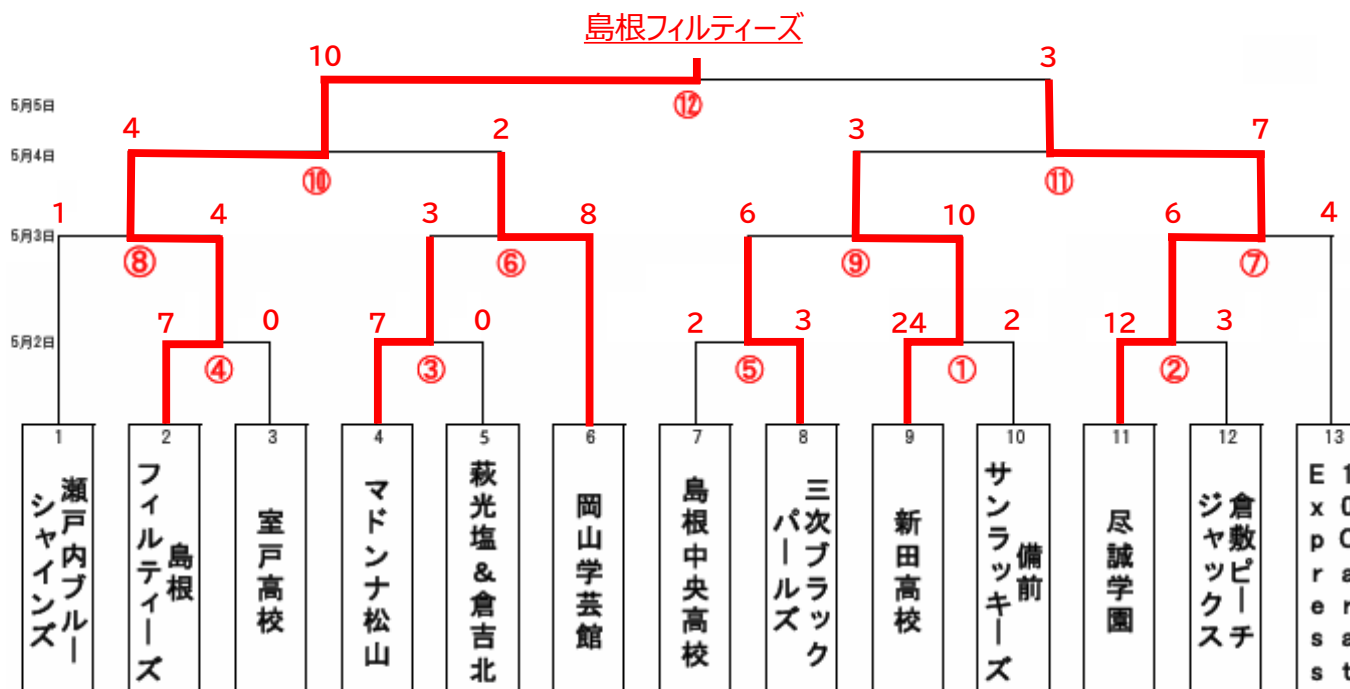 島根フィルティーズ
10
3
5月5日
⑫
4
2
3
7
5月4日
⑩
⑪
1
4
3
8
6
10
6
4
5月3日
⑧
⑥
⑨
⑦
7
0
7
0
2
3
24
2
12
3
5月2日
④
③
⑤
①
②
1
2
3
4
5
6
7
8
9
10
11
12
13
瀬戸内ブルー
シャインズ
島根
フィルティーズ
室戸高校
マドンナ松山
萩光塩&倉吉北
岡山学芸館
島根中央高校
三次ブラック
パールズ
新田高校
備前
サンラッキーズ
尽誠学園
倉敷ピーチ
ジャックス
10Carat
Express